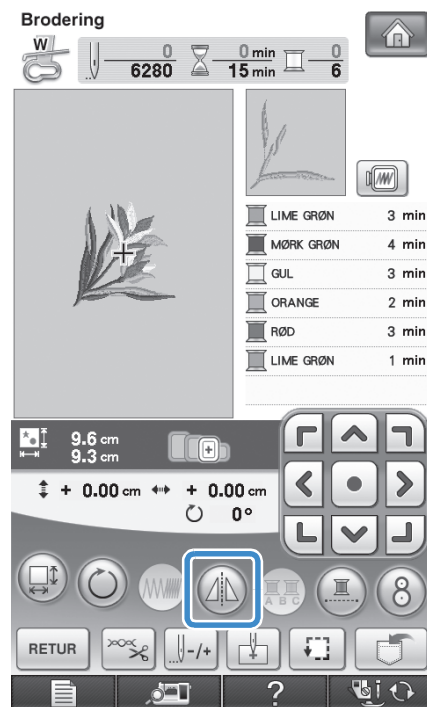 Brodering
W
0
6280
0 min
15 min
0
6
LIME GRØN 3 min
MØRK GRØN 4 min
GUL 3 min
ORANGE 2 min
RØD 3 min
LIME GRØN 1 min
9.6 cm
9.3 cm
+ 0.00 cm + 0.00 cm
0°
A B C
8
RETUR
-/+
?